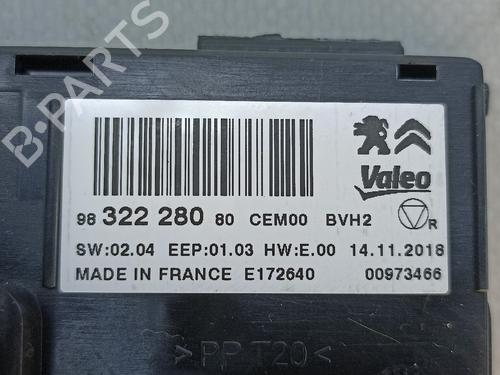 B-PARTS
Valeo
98 322 280 80 CEM00 BVH2
R
SW:02.04 EEP:01.03 HW:E.00 14.11.2018
MADE IN FRANCE E172640 00973466
>PP T20<